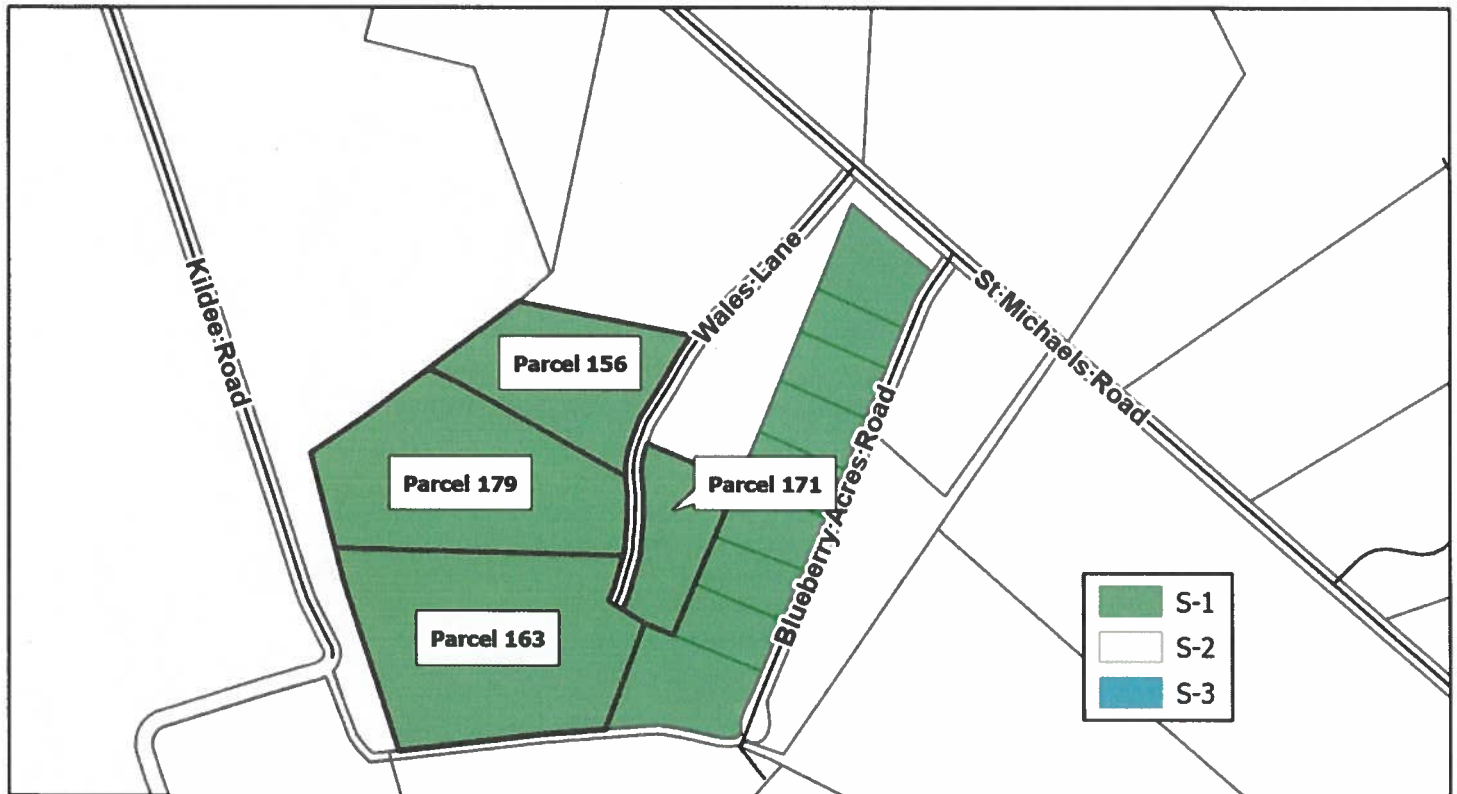 Kildee Road
Wales Lane
St Michaels Road
Parcel 156
Parcel 179
Parcel 171
Blueberry Acres Road
Parcel 163
S-1
S-2
S-3